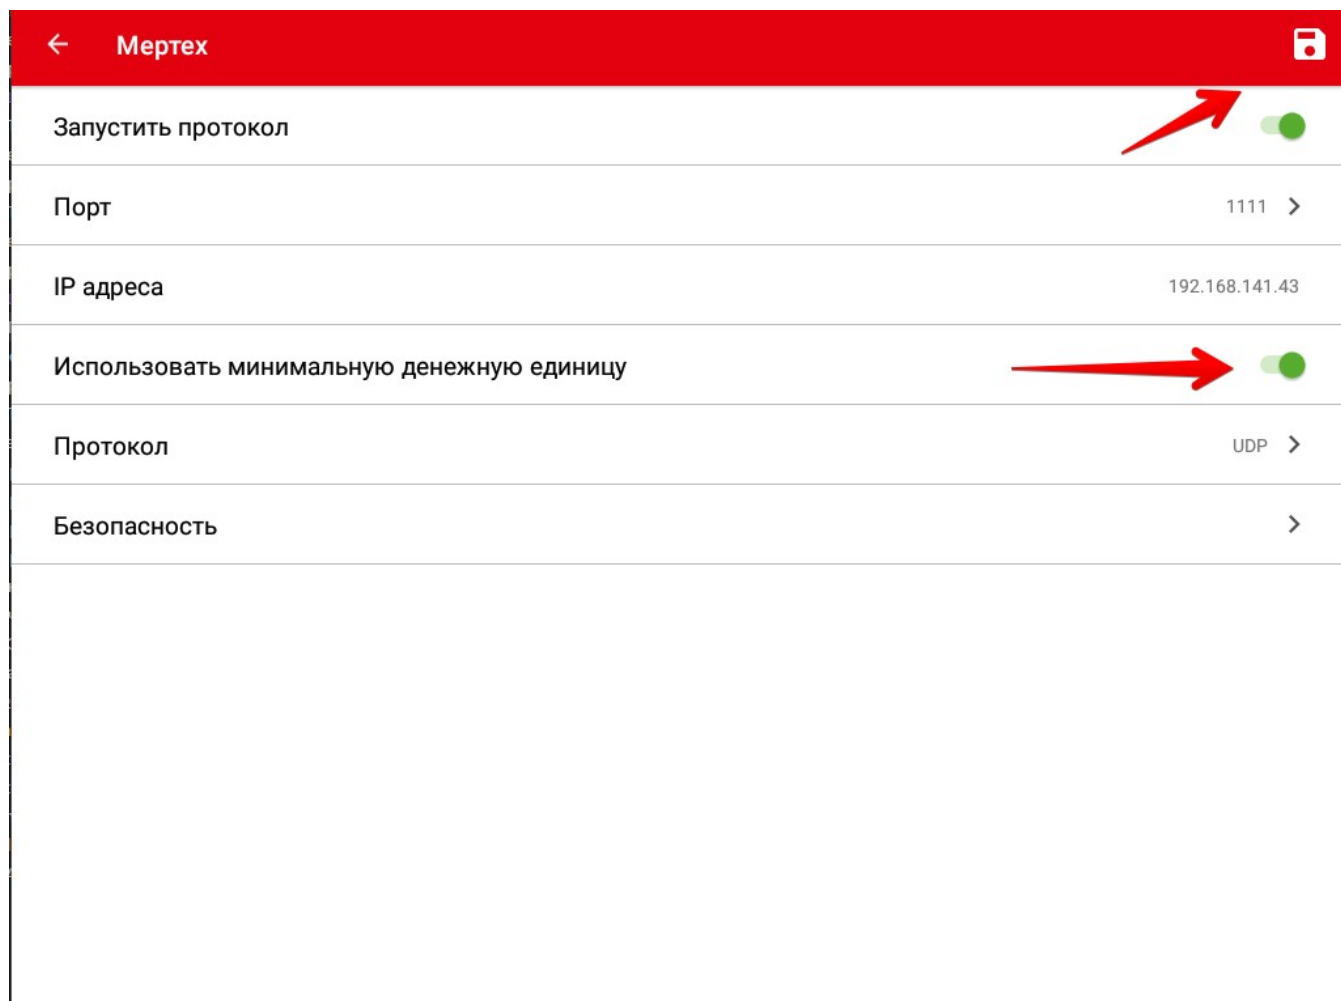 Мертех
Запустить протокол
Порт 1111
IP адреса 192.168.141.43
Использовать минимальную денежную единицу
Протокол UDP
Безопасность